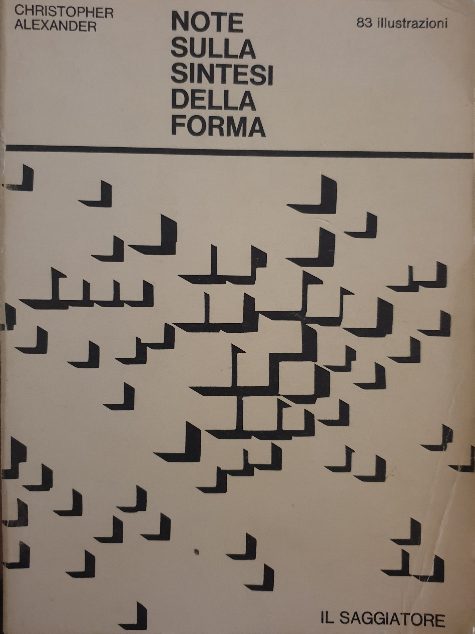 CHRISTOPHER
ALEXANDER
NOTE
SULLA
SINTESI
DELLA
FORMA
83 illustrazioni
IL SAGGIATORE